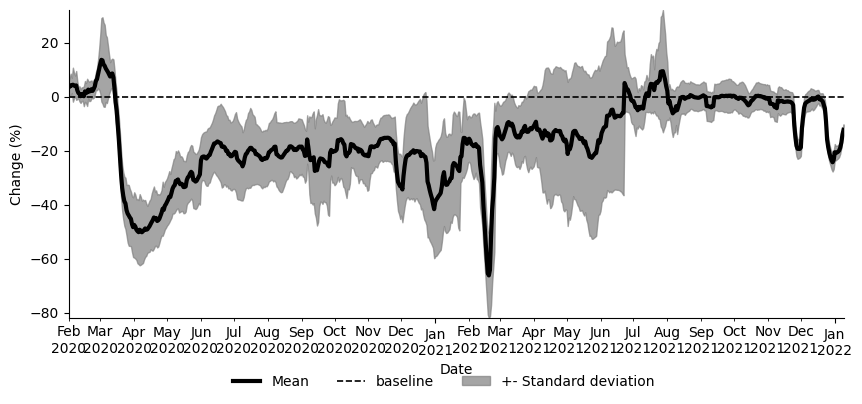 20
0
−20
−40
−60
−80
Change (%)
Feb Mar Apr May Jun Jul Aug Sep Oct Nov Dec Jan Feb Mar Apr May Jun Jul Aug Sep Oct Nov Dec Jan
2020 2020 2020 2020 2020 2020 2020 2020 2020 2020 2020 2021 2021 2021 2021 2021 2021 2021 2021 2021 2021 2021 2021 2022
Date
Mean baseline +- Standard deviation